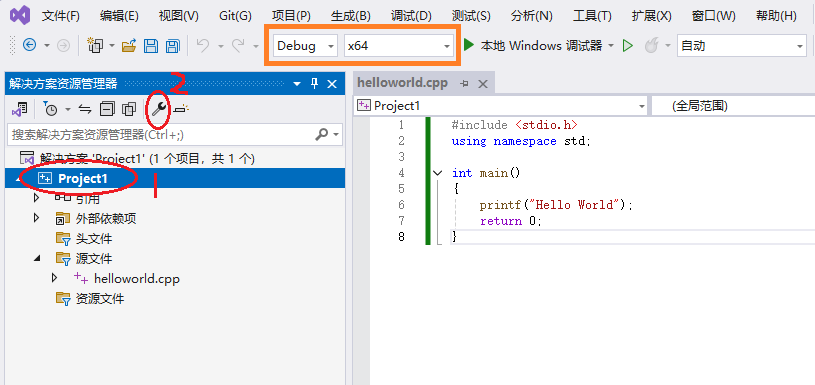 文件(F) 编辑(E) 视图(V) Git(G) 项目(P) 生成(B) 调试(D) 测试(S) 分析(N) 工具(T) 扩展(X) 窗口(W) 帮助(H)
Debug x64 本地 Windows 调试器 自动
解决方案资源管理器
2
搜索解决方案资源管理器(Ctrl+;)
解决方案 'Project1' (1 个项目，共 1 个)
Project1
1
引用
外部依赖项
头文件
源文件
helloworld.cpp
资源文件
helloworld.cpp
Project1 (全局范围)
1 #include <stdio.h>
2 using namespace std;
3
4 int main()
5 {
6 printf("Hello World");
7 return 0;
8 }